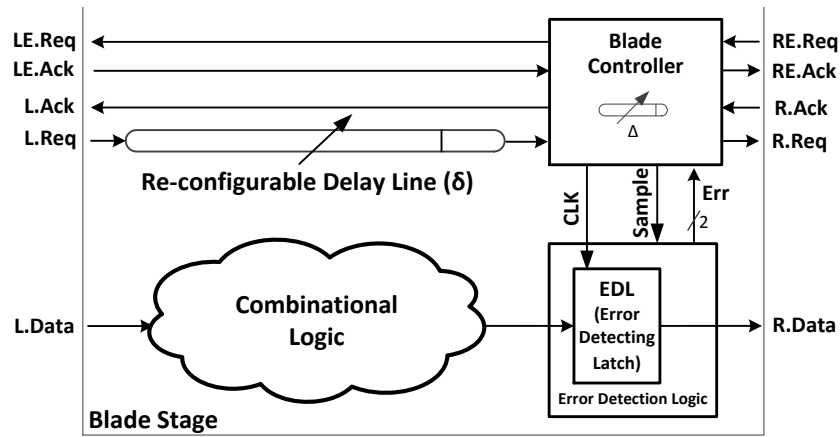 LE.Req
LE.Ack
L.Ack
L.Req
Blade
Controller
Δ
RE.Req
RE.Ack
R.Ack
R.Req
Re-configurable Delay Line (δ)
CLK
Sample
Err
2
L.Data
Combinational
Logic
EDL
(Error
Detecting
Latch)
R.Data
Error Detection Logic
Blade Stage